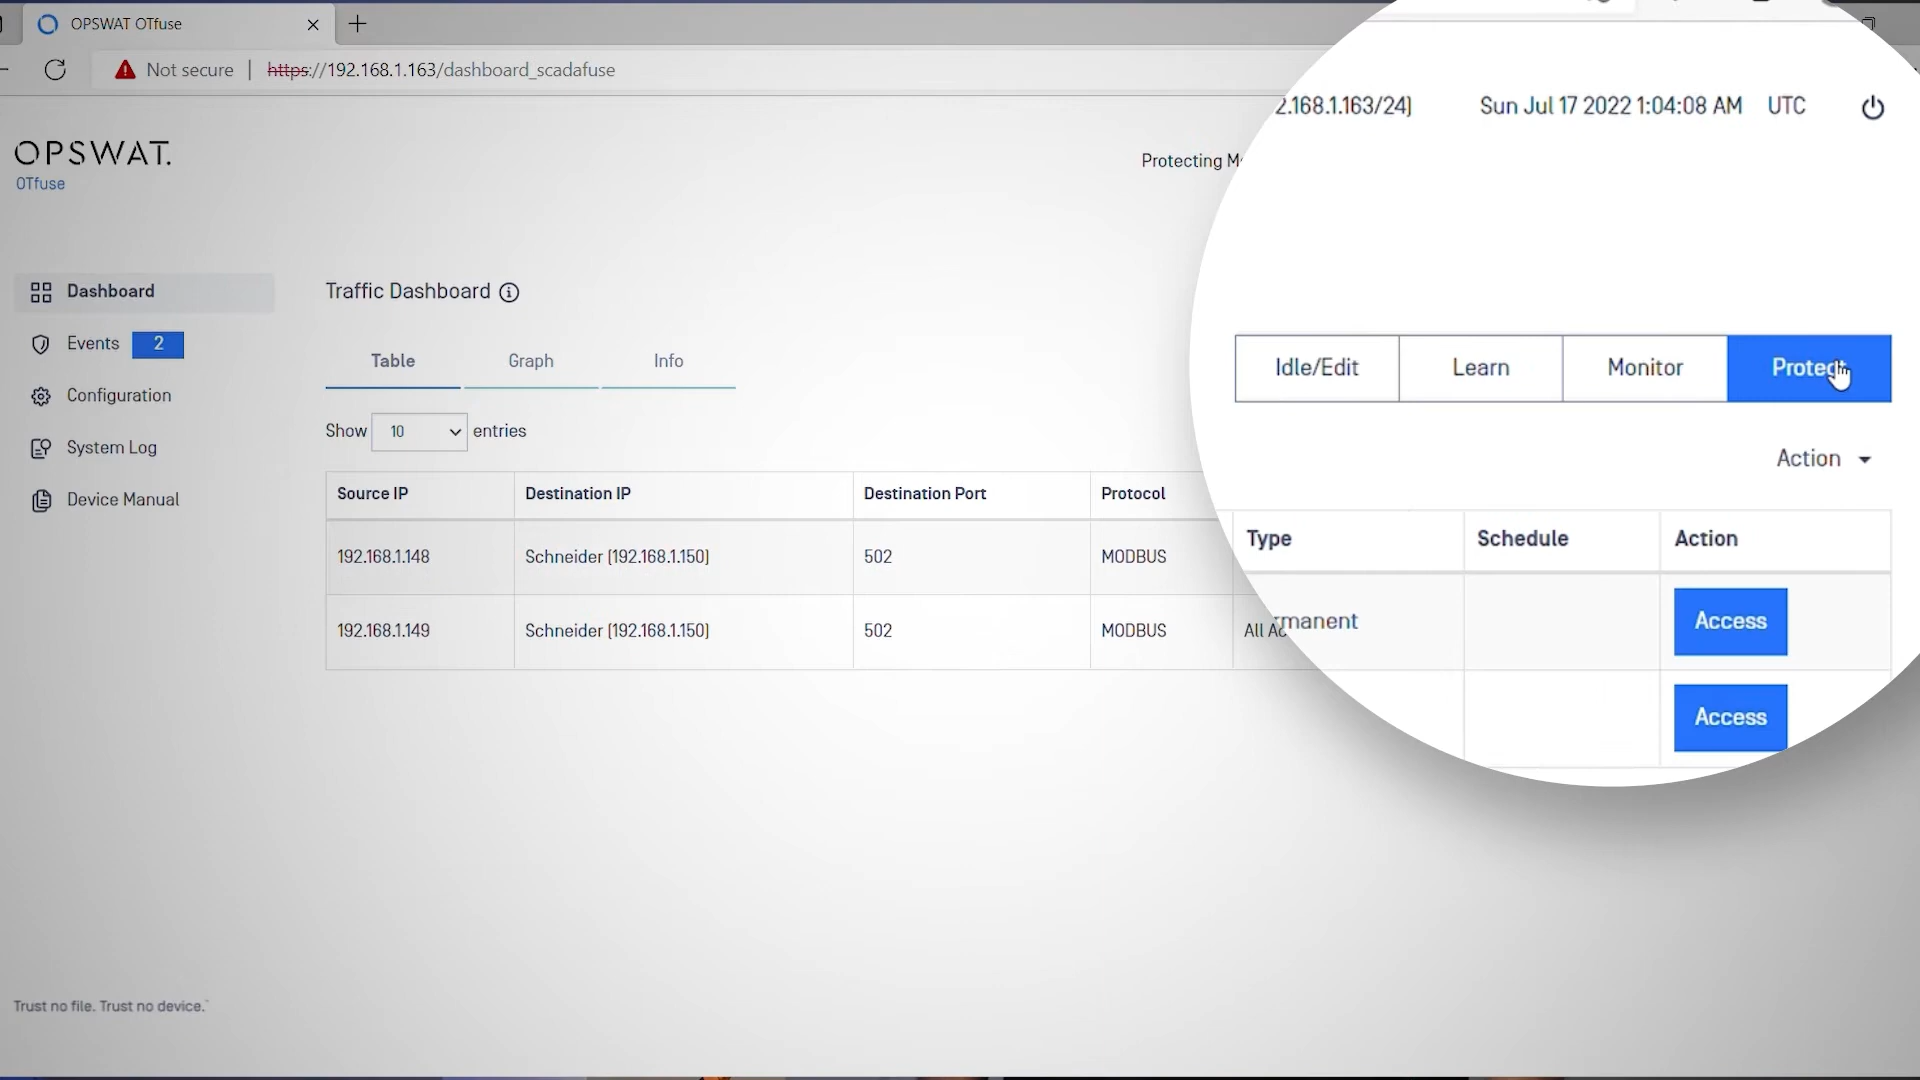 OPSWAT OTfuse
Not secure
https://192.168.1.163/dashboard_scadafuse
2.168.1.163/24)
Sun Jul 17 2022 1:04:08 AM UTC
OPSWAT.
OTfuse
Protecting
Dashboard
Events 2
Configuration
System Log
Device Manual
Traffic Dashboard
Table Graph Info
Idle/Edit Learn Monitor Protect
Show 10 entries
Action
Source IP Destination IP Destination Port Protocol Type Schedule Action
192.168.1.148 Schneider (192.168.1.150) 502 MODBUS rmanent Access
192.168.1.149 Schneider (192.168.1.150) 502 MODBUS All Access
Trust no file. Trust no device.